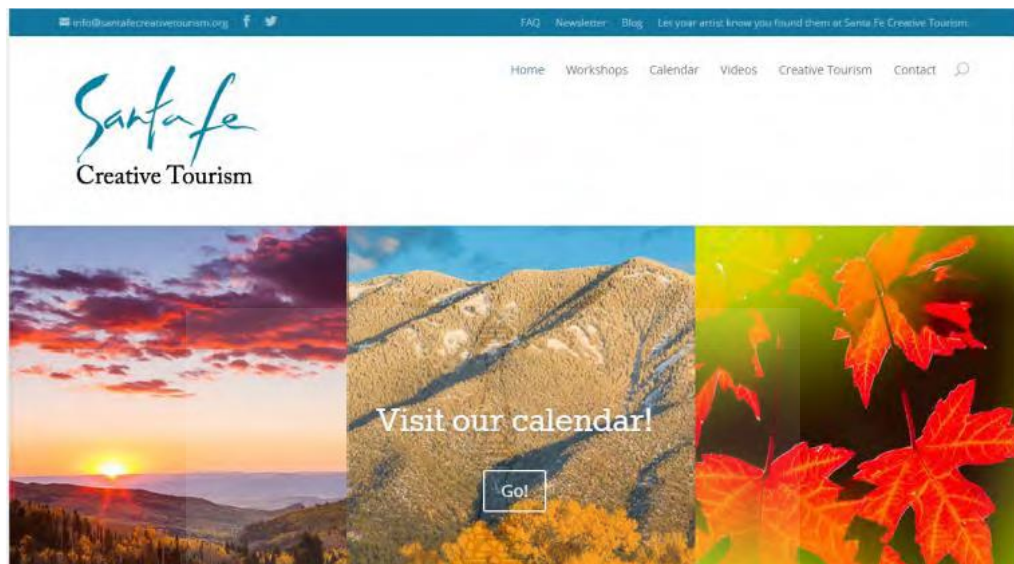 info@santafecreativetourism.org
FAQ Newsletter Blog Let your artist know you found them at Santa Fe Creative Tourism.
Home Workshops Calendar Videos Creative Tourism Contact
Santa fe
Creative Tourism
Visit our calendar!
Go!